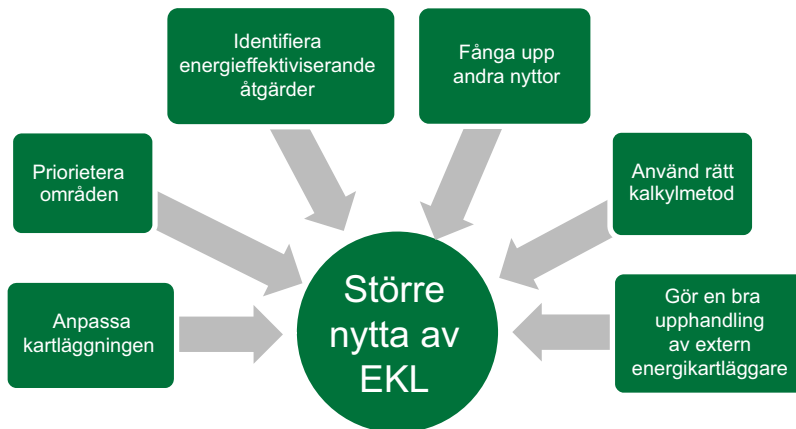 Identifiera
energieffektiviserande
åtgärder
Fånga upp
andra nyttor
Priorietera
områden
Använd rätt
kalkylmetod
Anpassa
kartläggningen
Större
nytta av
EKL
Gör en bra
upphandling
av extern
energikartläggare